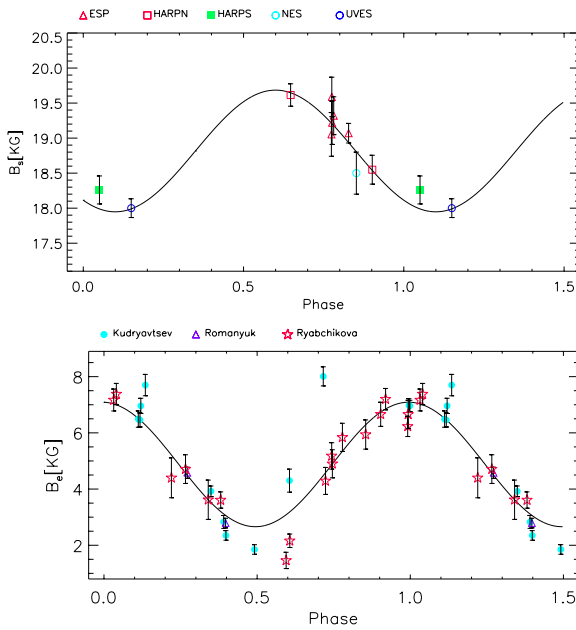 ESP HARPN HARPS NES UVES
20.5
20.0
19.5
19.0
18.5
18.0
17.5
Bs[KG]
0.0 0.5 1.0 1.5
Phase
Kudryavtsev Romanyuk Ryabchikova
8
6
4
2
Be[KG]
0.0 0.5 1.0 1.5
Phase